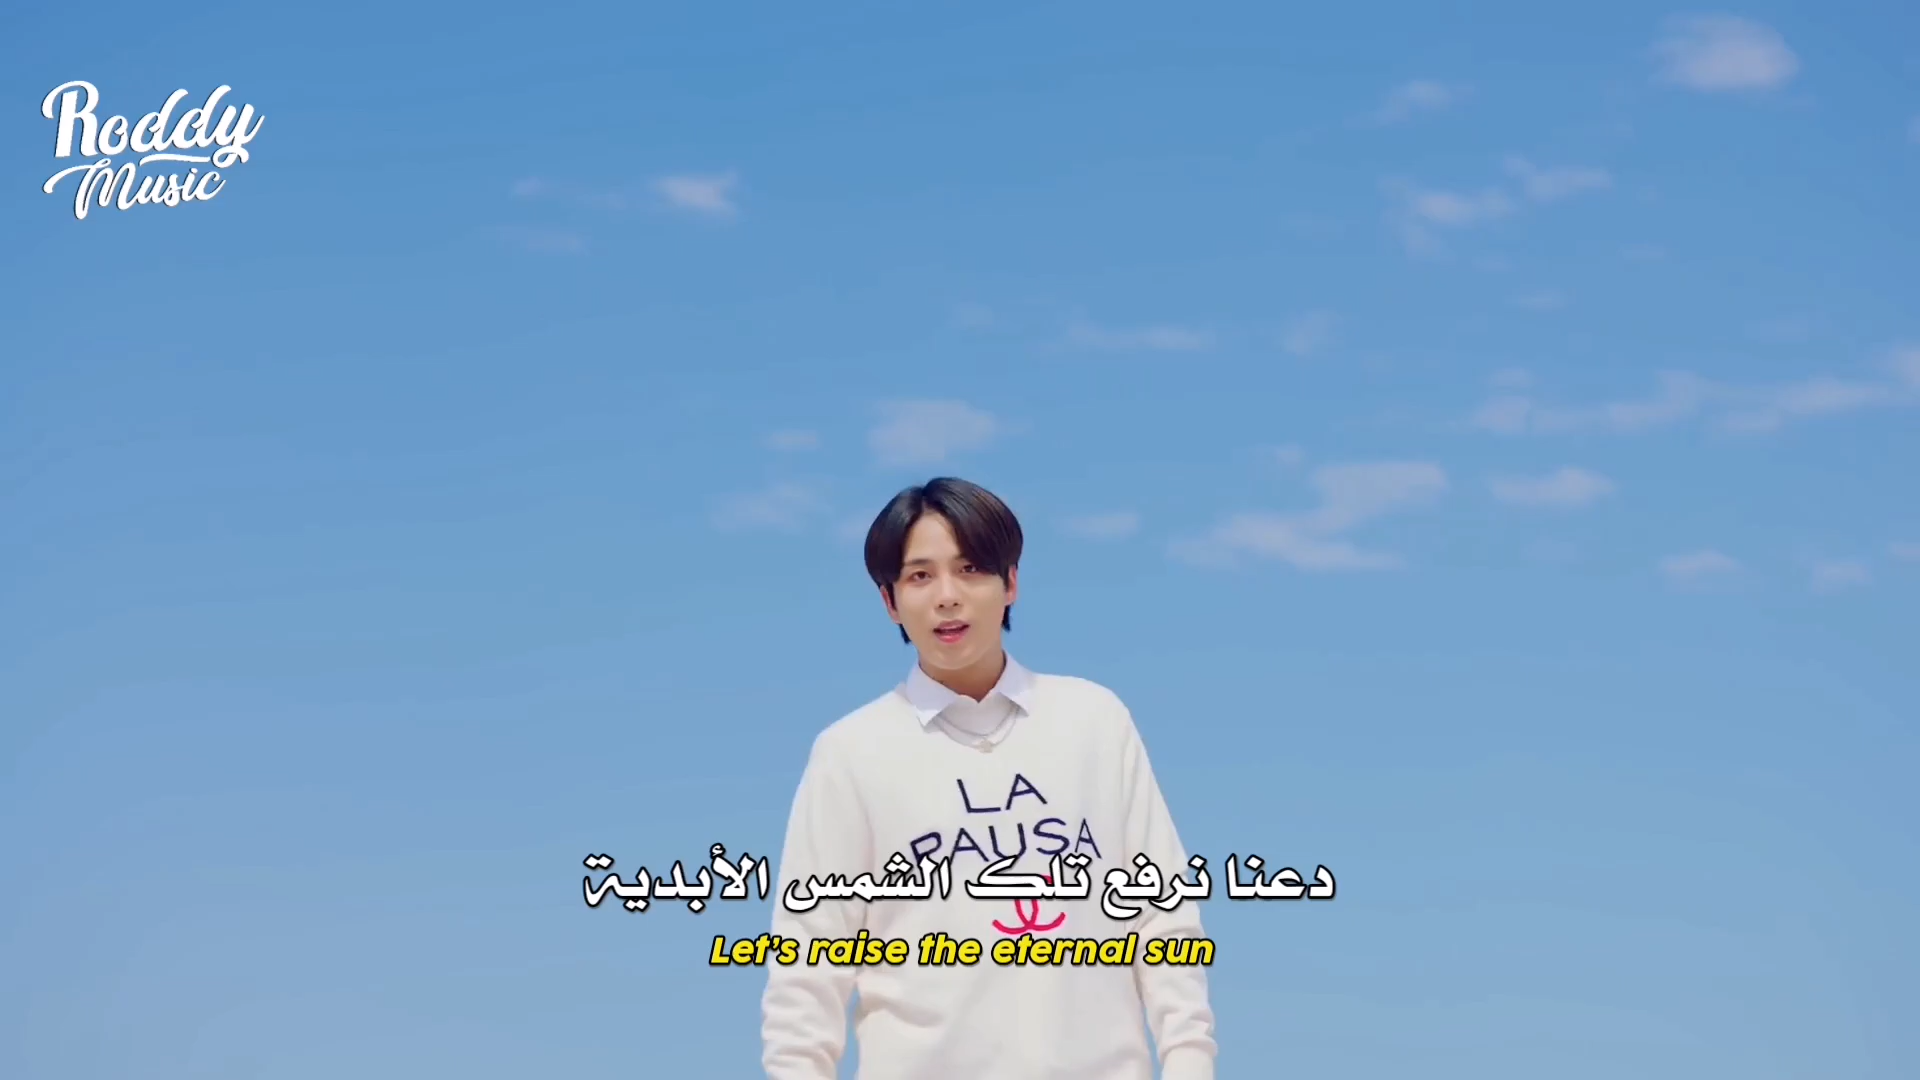 Roddy
Music
LA
PAUSA
دعنا نرفع تلك الشمس الأبدية
Let's raise the eternal sun